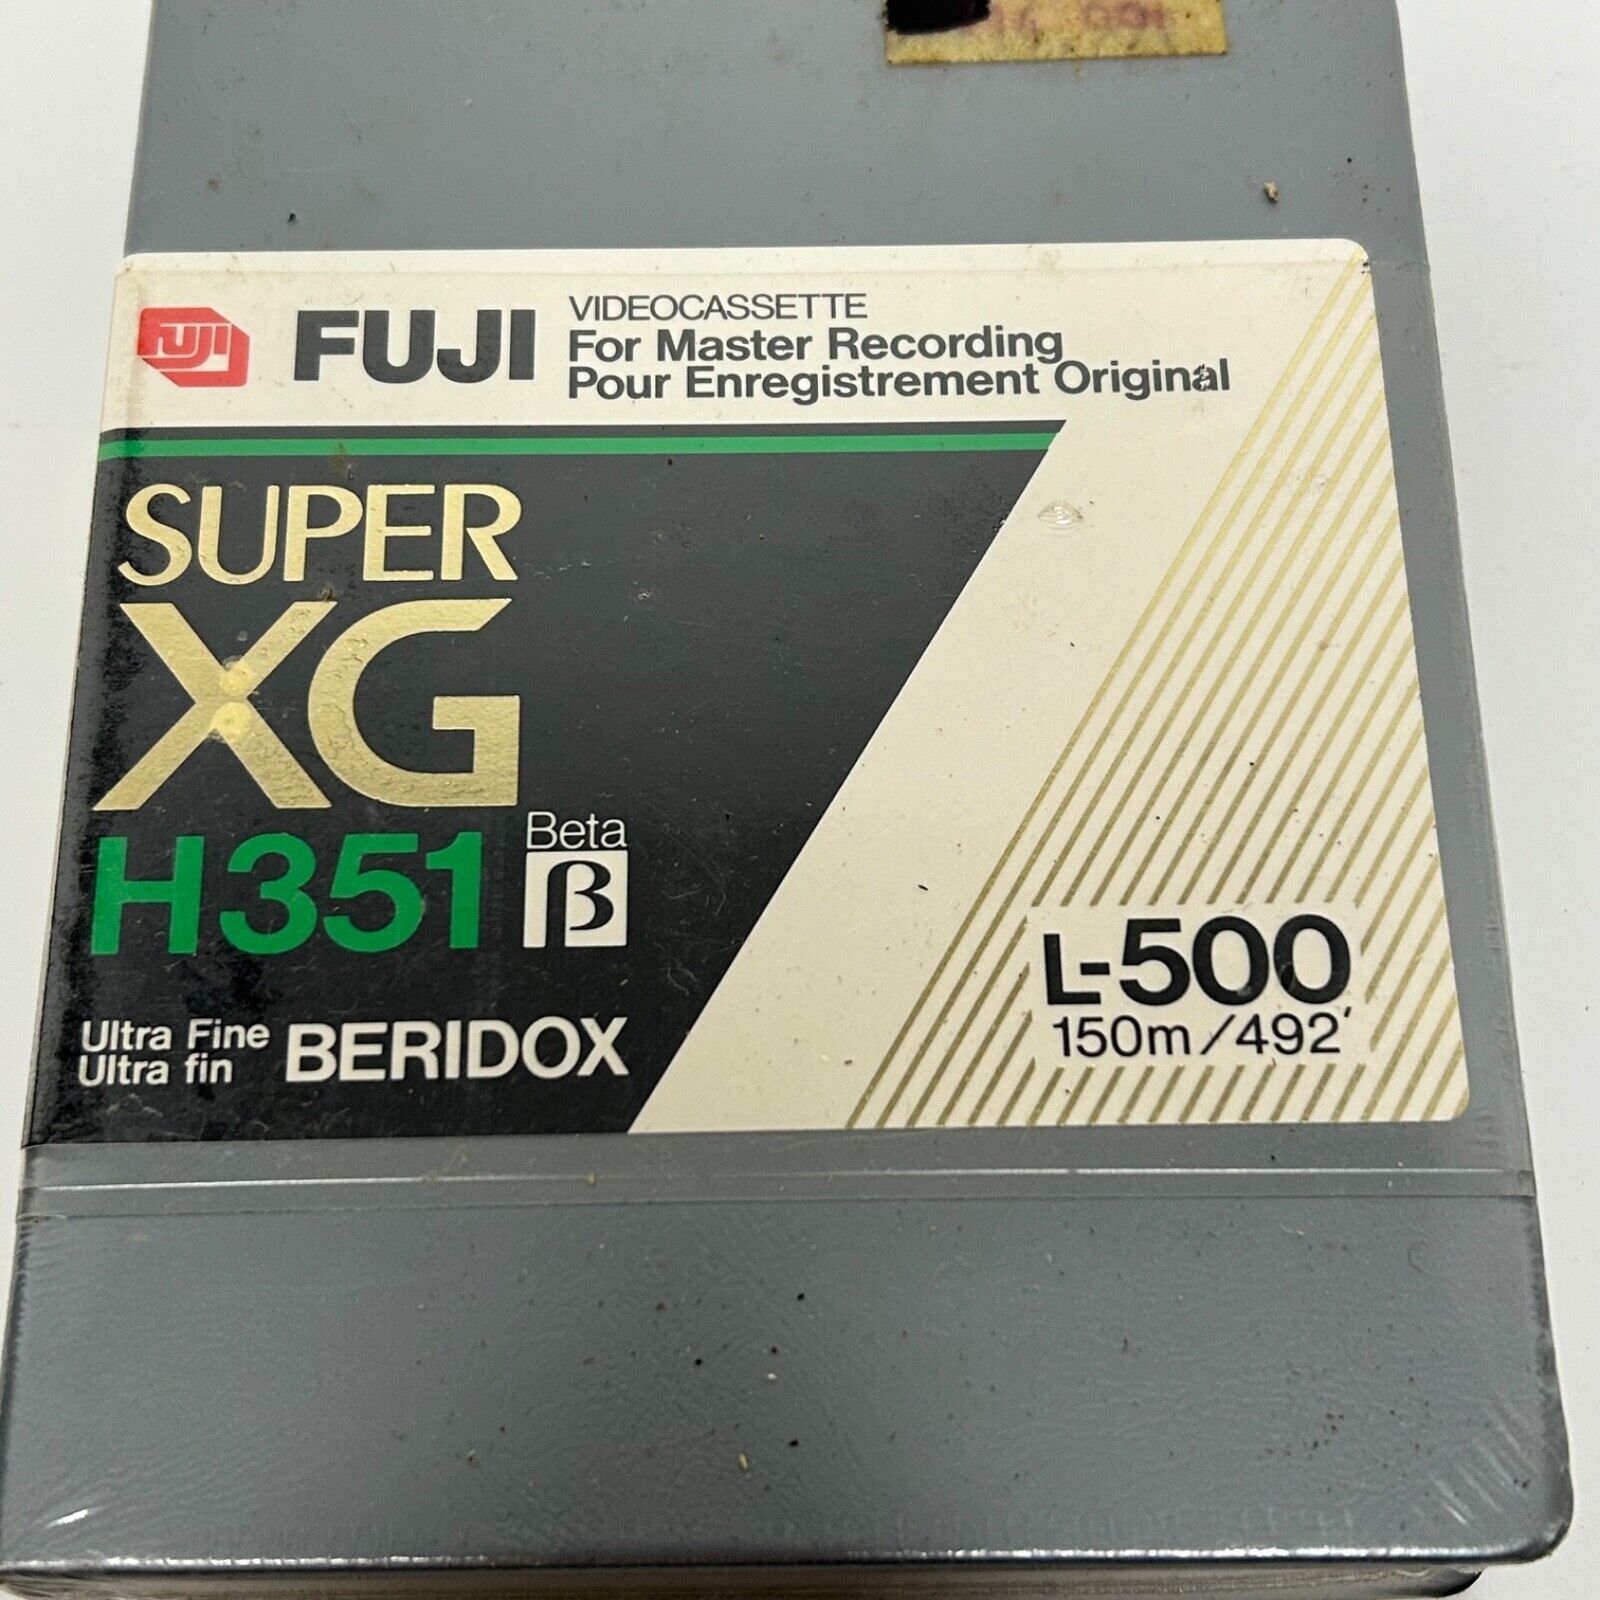 FUJI FUJI
VIDEOCASSETTE
For Master Recording
Pour Enregistrement Original
SUPER
XG
H351
Beta
β
Ultra Fine
Ultra fin
BERIDOX
L-500
150m/492'